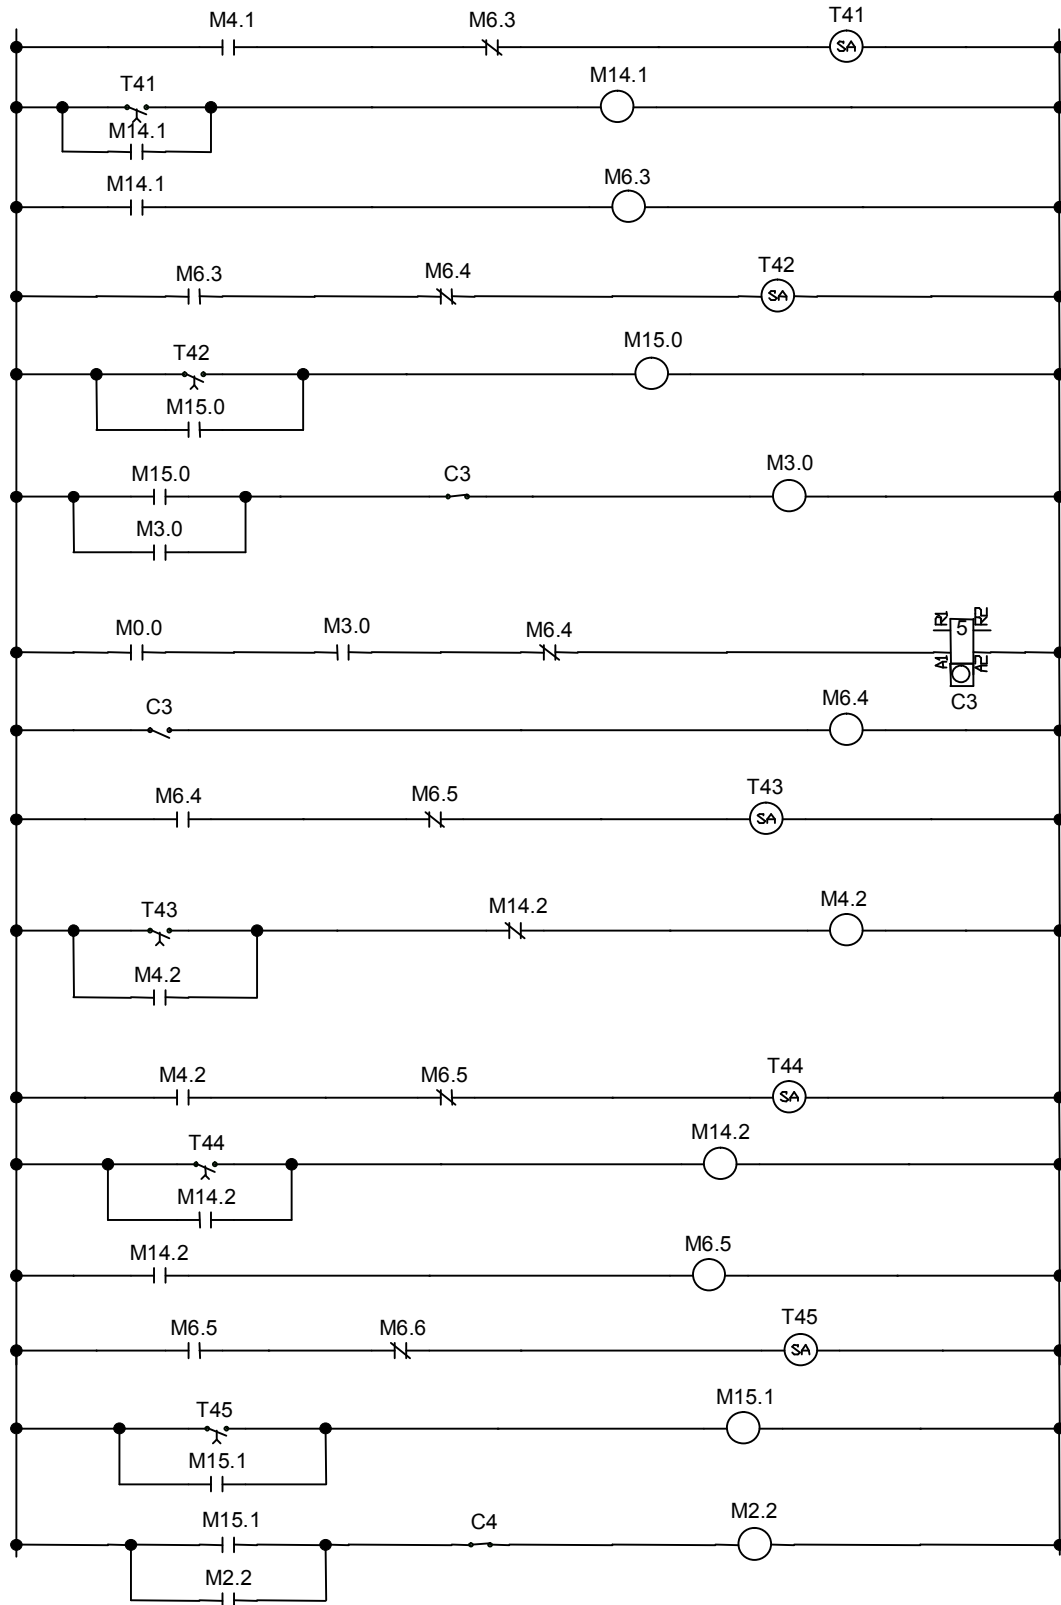 M4.1 M6.3 T41
SA
T41 M14.1
M14.1
M14.1 M6.3
M6.3 M6.4 T42
SA
T42 M15.0
M15.0
M15.0 C3 M3.0
M3.0
M0.0 M3.0 M6.4 R1 5 R2
A1 A2
C3
C3 M6.4
M6.4 M6.5 T43
SA
T43 M14.2 M4.2
M4.2
M4.2 M6.5 T44
SA
T44 M14.2
M14.2
M14.2 M6.5
M6.5 M6.6 T45
SA
T45 M15.1
M15.1
M15.1 C4 M2.2
M2.2